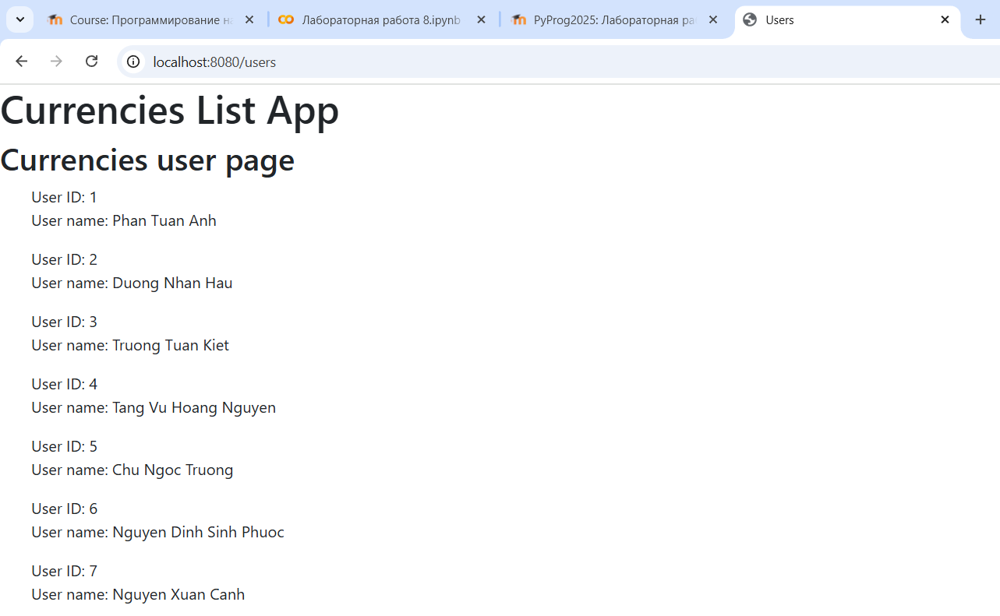 Course: Программирование на
Лабораторная работа 8.ipynb
PyProg2025: Лабораторная ра
Users
localhost:8080/users
Currencies List App
Currencies user page
User ID: 1
User name: Phan Tuan Anh
User ID: 2
User name: Duong Nhan Hau
User ID: 3
User name: Truong Tuan Kiet
User ID: 4
User name: Tang Vu Hoang Nguyen
User ID: 5
User name: Chu Ngoc Truong
User ID: 6
User name: Nguyen Dinh Sinh Phuoc
User ID: 7
User name: Nguyen Xuan Canh